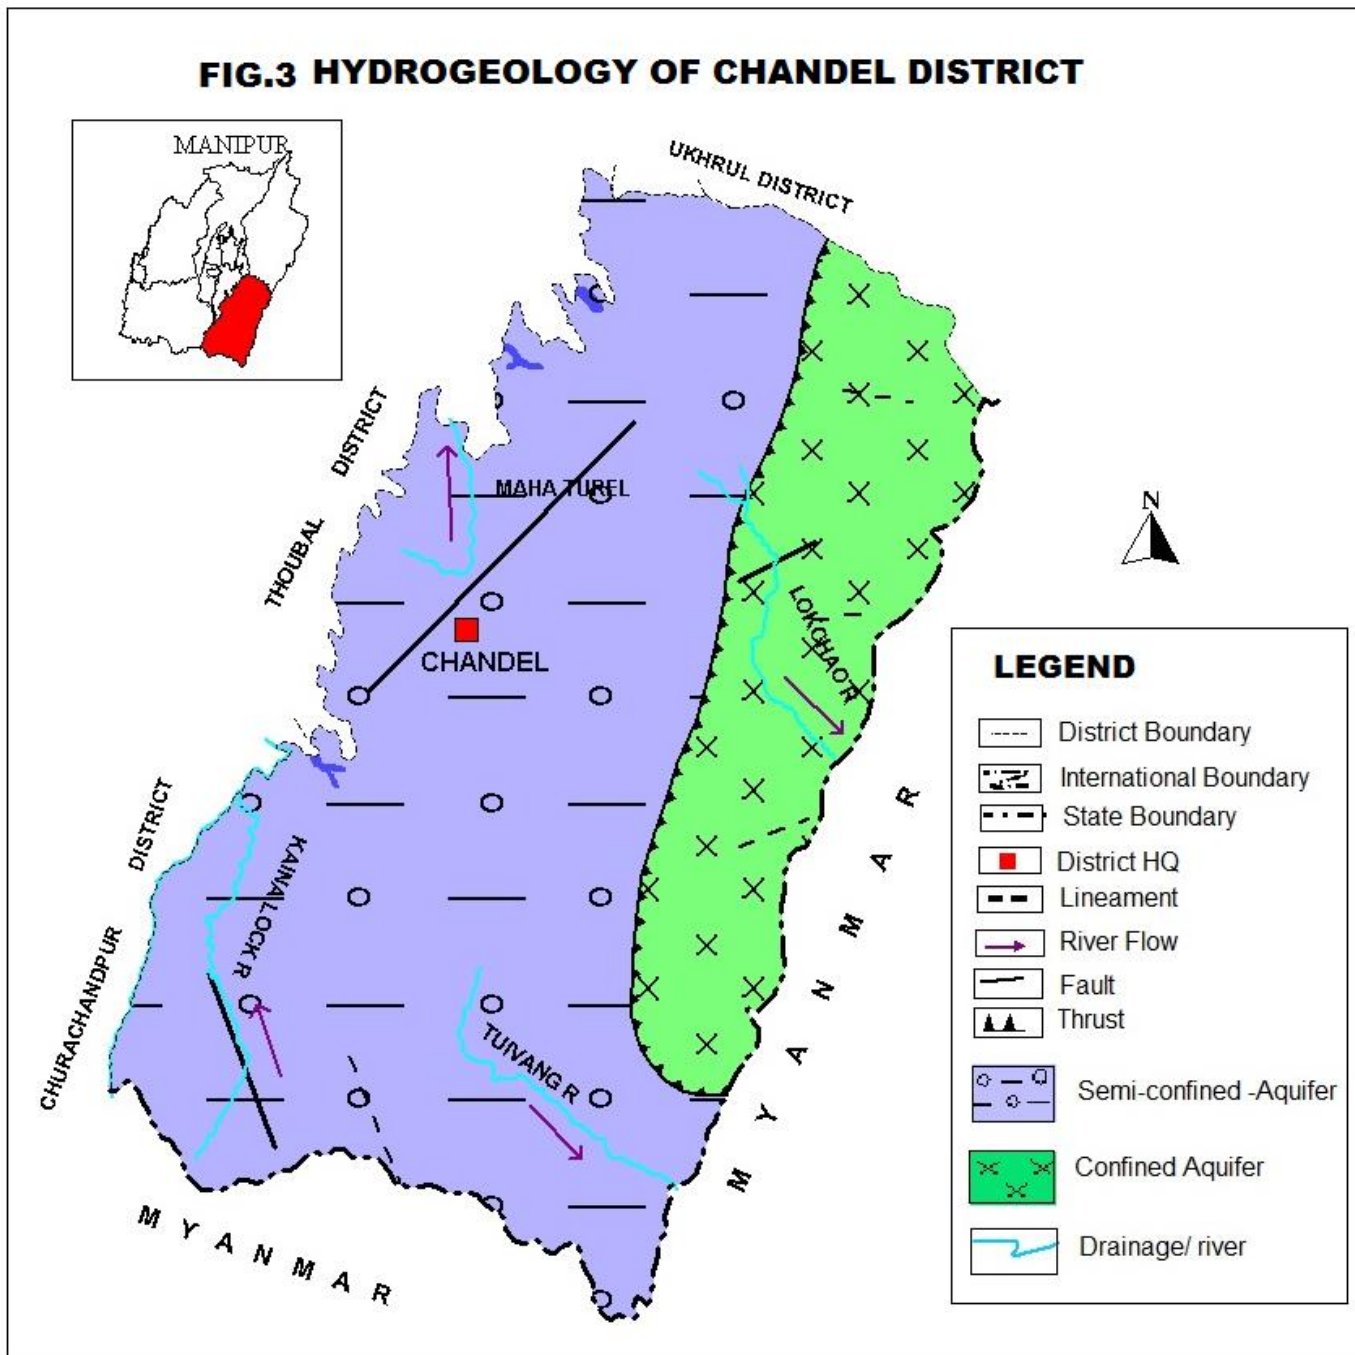 FIG.3 HYDROGEOLOGY OF CHANDEL DISTRICT
MANIPUR
UKHRUL DISTRICT
THOUBAL DISTRICT
MAHA TUREL
N
CHANDEL
LOKCHAO R
CHURACHANDPUR DISTRICT
KAINALLOCK R
TUIVANG R
MYANMAR
MYANMAR
LEGEND
District Boundary
International Boundary
State Boundary
District HQ
Lineament
River Flow
Fault
Thrust
Semi-confined -Aquifer
Confined Aquifer
Drainage/ river